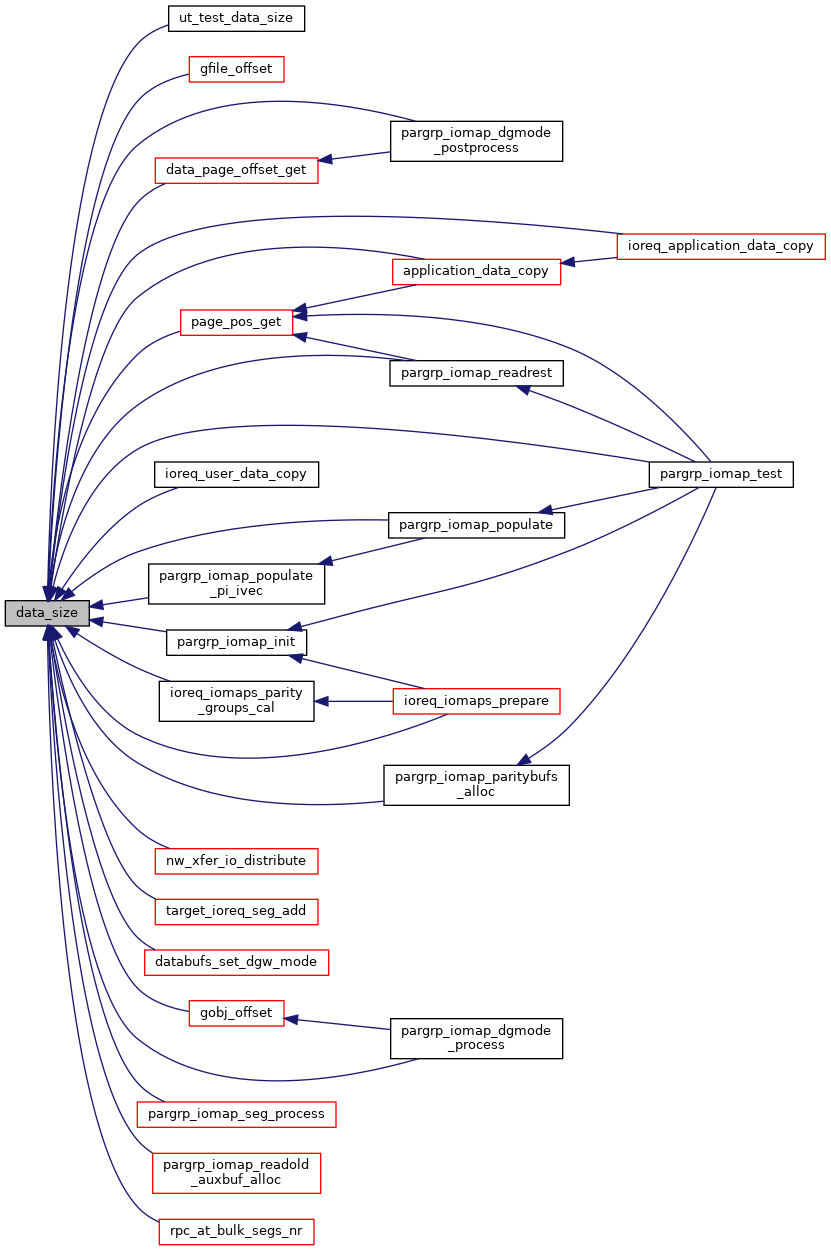 ut_test_data_size
gfile_offset
pargrp_iomap_dgmode
_postprocess
data_page_offset_get
ioreq_application_data_copy
application_data_copy
page_pos_get
pargrp_iomap_readrest
ioreq_user_data_copy
pargrp_iomap_test
pargrp_iomap_populate
pargrp_iomap_populate
_pi_ivec
data_size
pargrp_iomap_init
ioreq_iomaps_parity
_groups_cal
ioreq_iomaps_prepare
pargrp_iomap_paritybufs
_alloc
nw_xfer_io_distribute
target_ioreq_seg_add
databufs_set_dgw_mode
gobj_offset
pargrp_iomap_dgmode
_process
pargrp_iomap_seg_process
pargrp_iomap_readold
_auxbuf_alloc
rpc_at_bulk_segs_nr